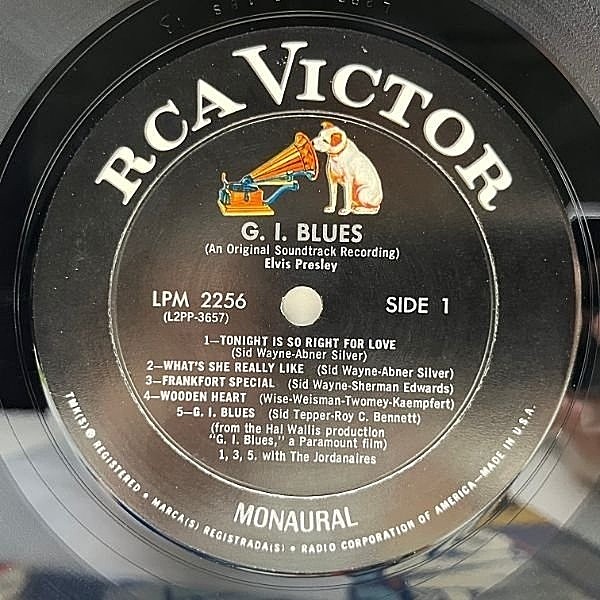 RCA VICTOR
G. I. BLUES
(An Original Soundtrack Recording)
Elvis Presley
LPM 2256
(L2PP-3657)
SIDE 1
1—TONIGHT IS SO RIGHT FOR LOVE
(Sid Wayne-Abner Silver)
2—WHAT'S SHE REALLY LIKE (Sid Wayne-Abner Silver)
3—FRANKFORT SPECIAL (Sid Wayne-Sherman Edwards)
4—WOODEN HEART (Wise-Weisman-Twomey-Kaempfert)
5—G. I. BLUES (Sid Tepper-Roy C. Bennett)
(from the Hal Wallis production
"G. I. Blues," a Paramount film)
1, 3, 5. with The Jordanaires
MONAURAL
TMK(S) ® REGISTERED • MARCA(S) REGISTRADA(S) • RADIO CORPORATION OF AMERICA—MADE IN U.S.A.